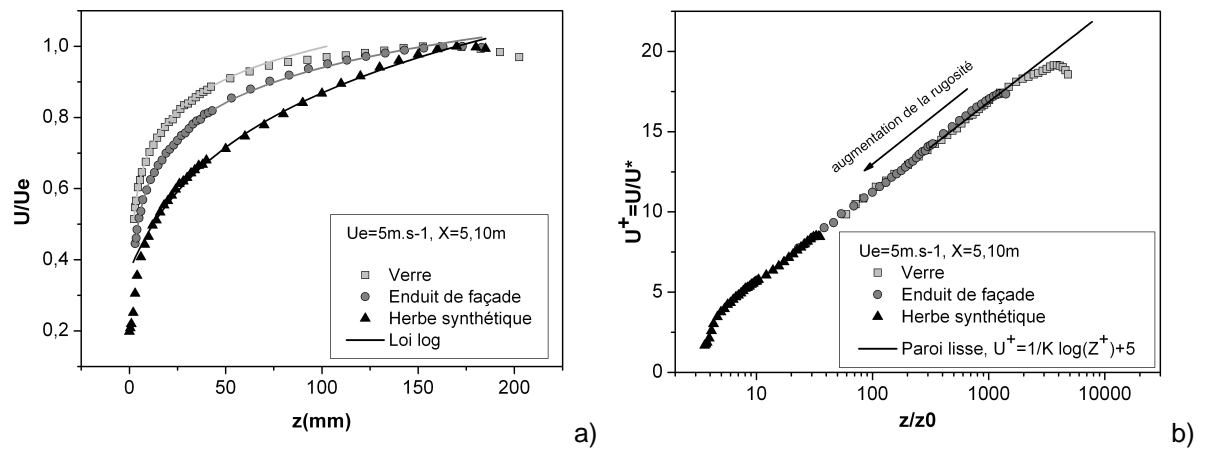 1,0
0,8
0,6
0,4
0,2
U/Ue
Ue=5m.s-1, X=5,10m
Verre
Enduit de façade
Herbe synthétique
Loi log
0 50 100 150 200
z(mm)
a)
20
15
10
5
0
U+=U/U*
augmentation de la rugosité
Ue=5m.s-1, X=5,10m
Verre
Enduit de façade
Herbe synthétique
Paroi lisse, U+=1/K log(Z+)+5
10 100 1000 10000
z/z0
b)